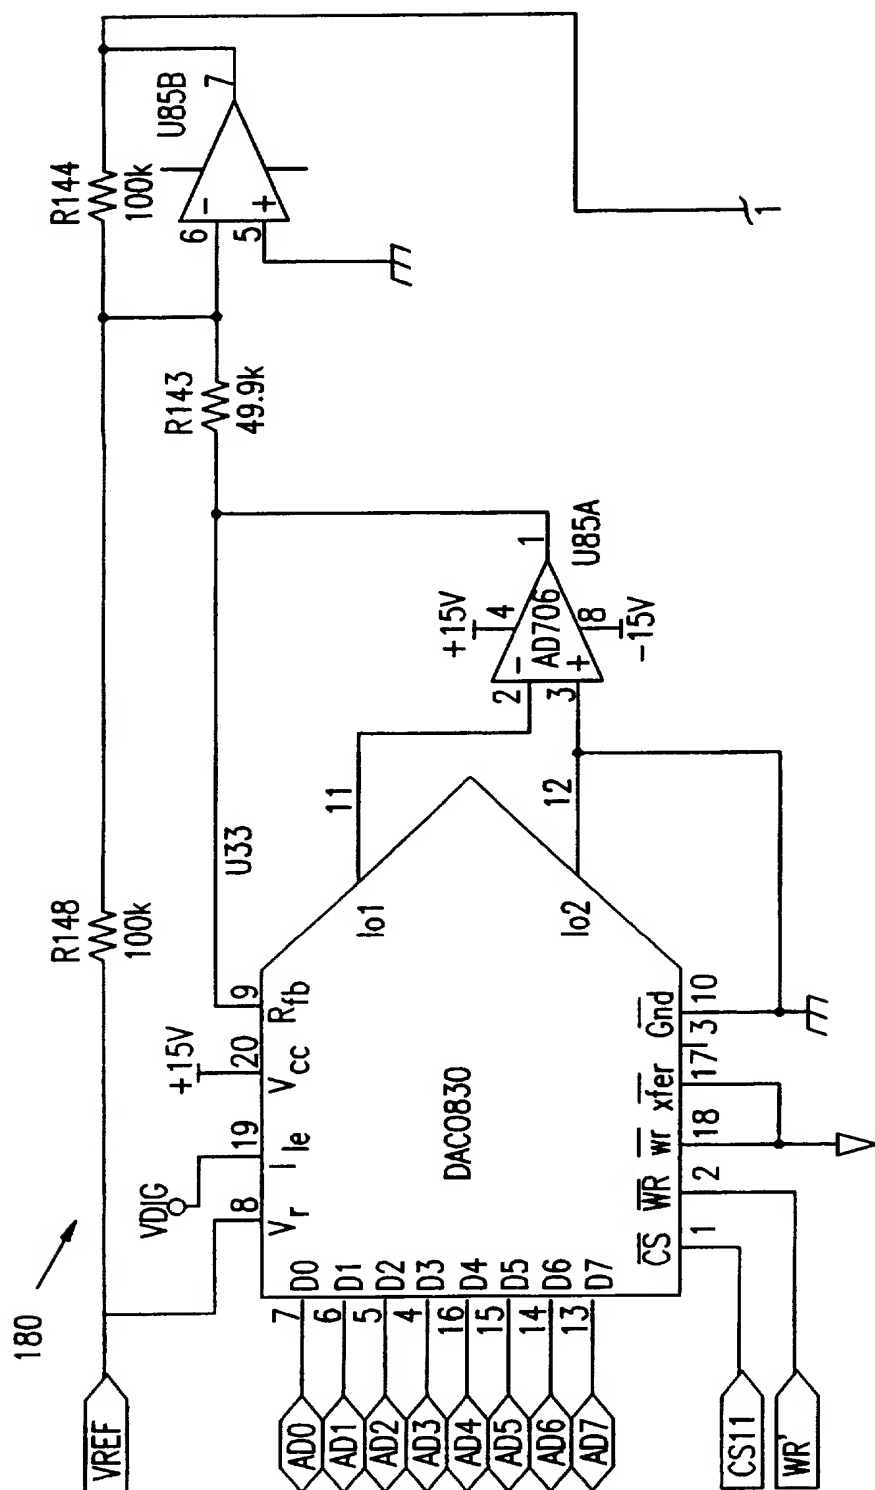 180
VREF
R148
100k
R144
100k
VDIG
+15V
8
19
20
9
Vr
Ile
Vcc
Rfb
U33
R143
49.9k
U85B
6
5
-
+
7
AD0
7
D0
AD1
6
D1
AD2
5
D2
AD3
4
D3
AD4
16
D4
AD5
15
D5
AD6
14
D6
AD7
13
D7
DAC0830
Io1
11
Io2
12
+15V
4
2
-
AD706
3
+
8
-15V
1
U85A
CS
WR
wr
xfer
Gnd
1
2
18
17
3
10
CS11
WR'
1